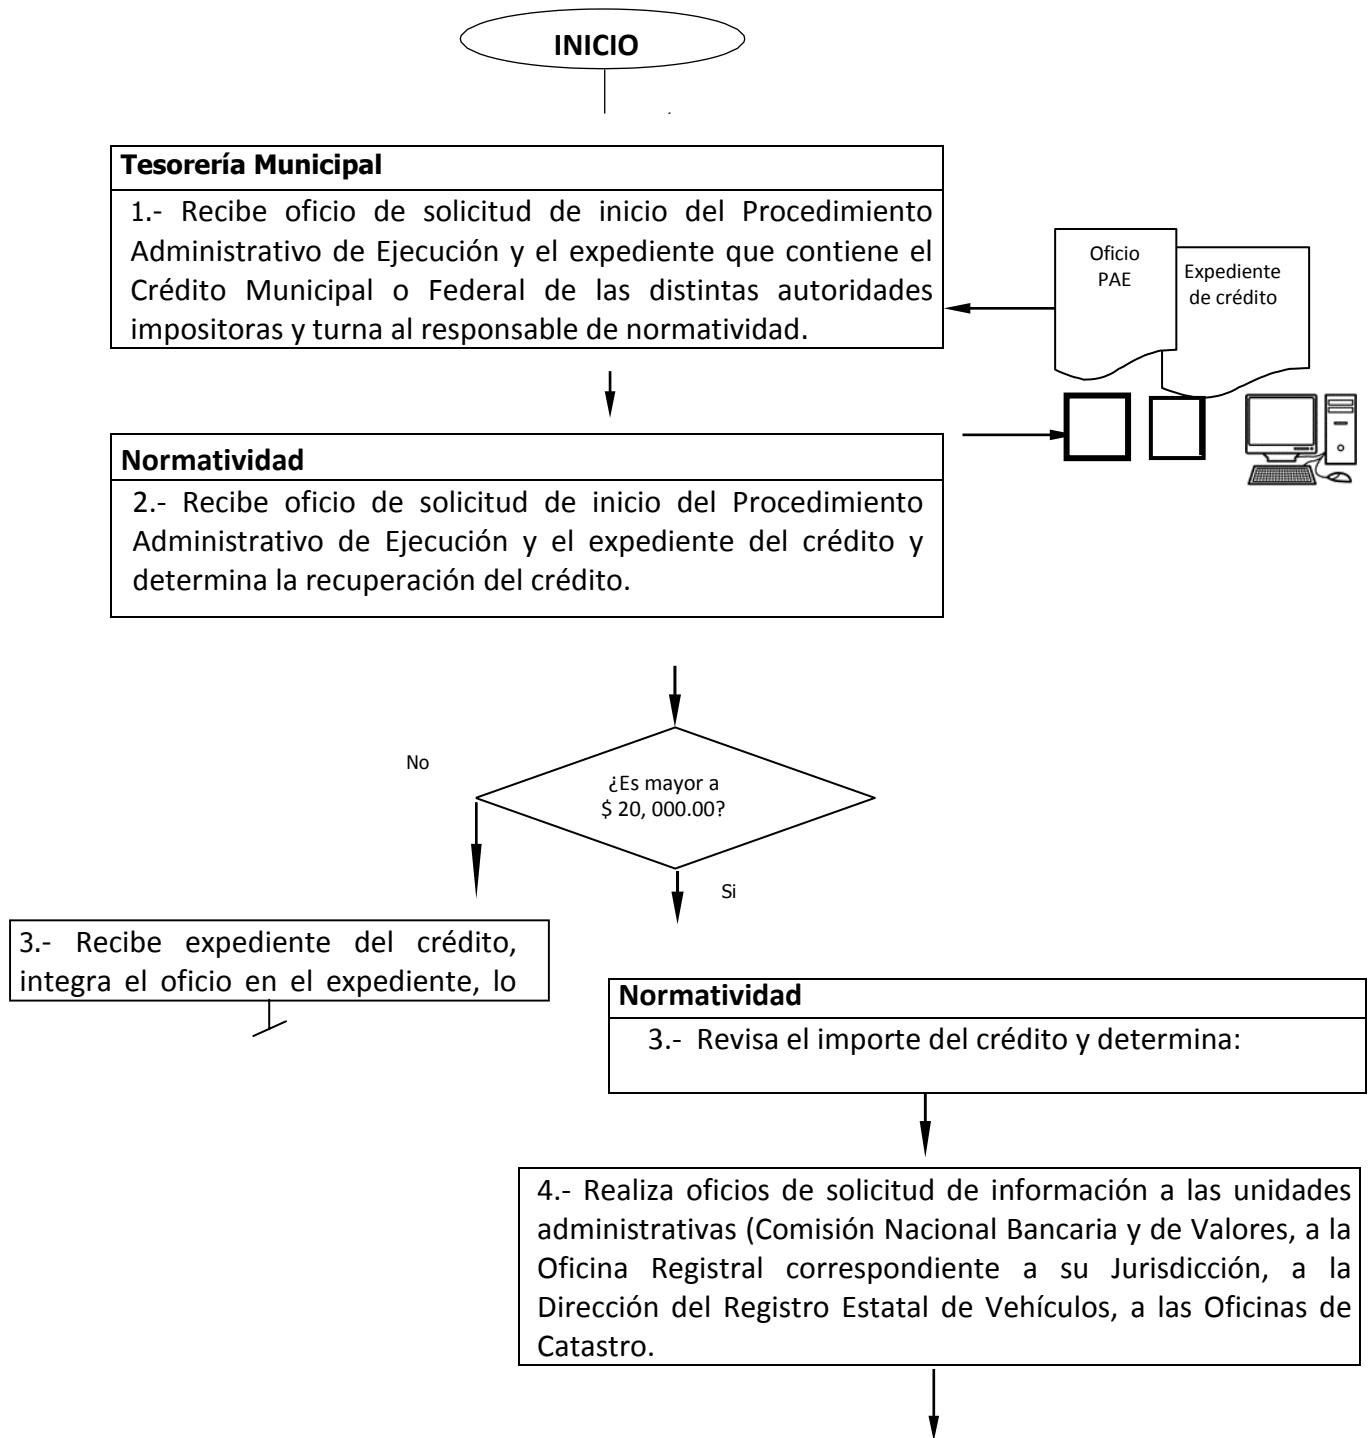 INICIO
Tesorería Municipal
1.- Recibe oficio de solicitud de inicio del Procedimiento
Administrativo de Ejecución y el expediente que contiene el
Crédito Municipal o Federal de las distintas autoridades
impositoras y turna al responsable de normatividad.
Oficio
PAE
Expediente
de crédito
Normatividad
2.- Recibe oficio de solicitud de inicio del Procedimiento
Administrativo de Ejecución y el expediente del crédito y
determina la recuperación del crédito.
No
¿Es mayor a
$ 20, 000.00?
Si
3.- Recibe expediente del crédito,
integra el oficio en el expediente, lo
Normatividad
3.- Revisa el importe del crédito y determina:
4.- Realiza oficios de solicitud de información a las unidades
administrativas (Comisión Nacional Bancaria y de Valores, a la
Oficina Registral correspondiente a su Jurisdicción, a la
Dirección del Registro Estatal de Vehículos, a las Oficinas de
Catastro.